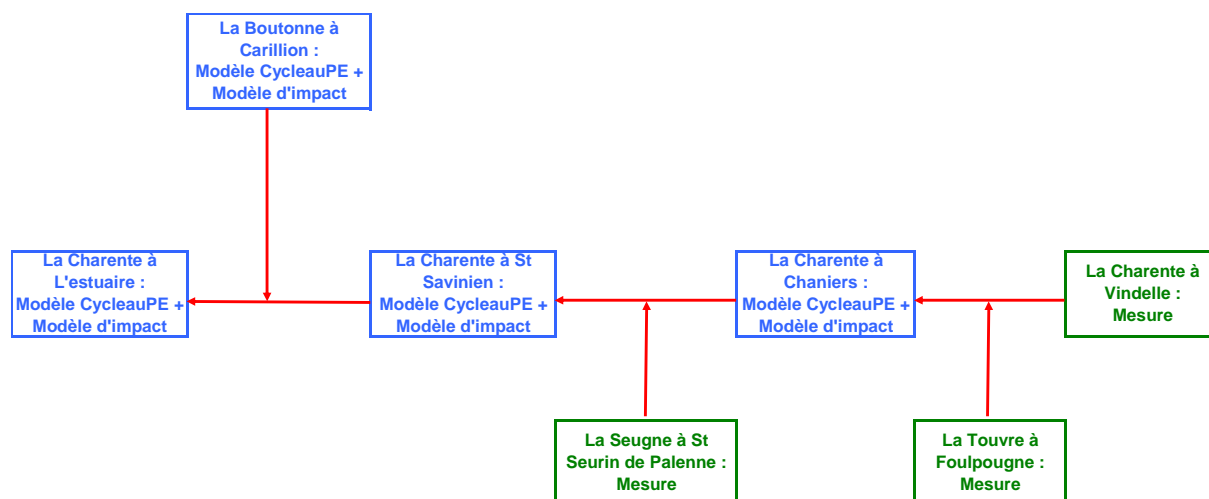 La Boutonne à
Carillion :
Modèle CycleauPE +
Modèle d'impact
La Charente à
L'estuaire :
Modèle CycleauPE +
Modèle d'impact
La Charente à St
Savinien :
Modèle CycleauPE +
Modèle d'impact
La Charente à
Chaniers :
Modèle CycleauPE +
Modèle d'impact
La Charente à
Vindelle :
Mesure
La Seugne à St
Seurin de Palenne :
Mesure
La Touvre à
Foulpougne :
Mesure